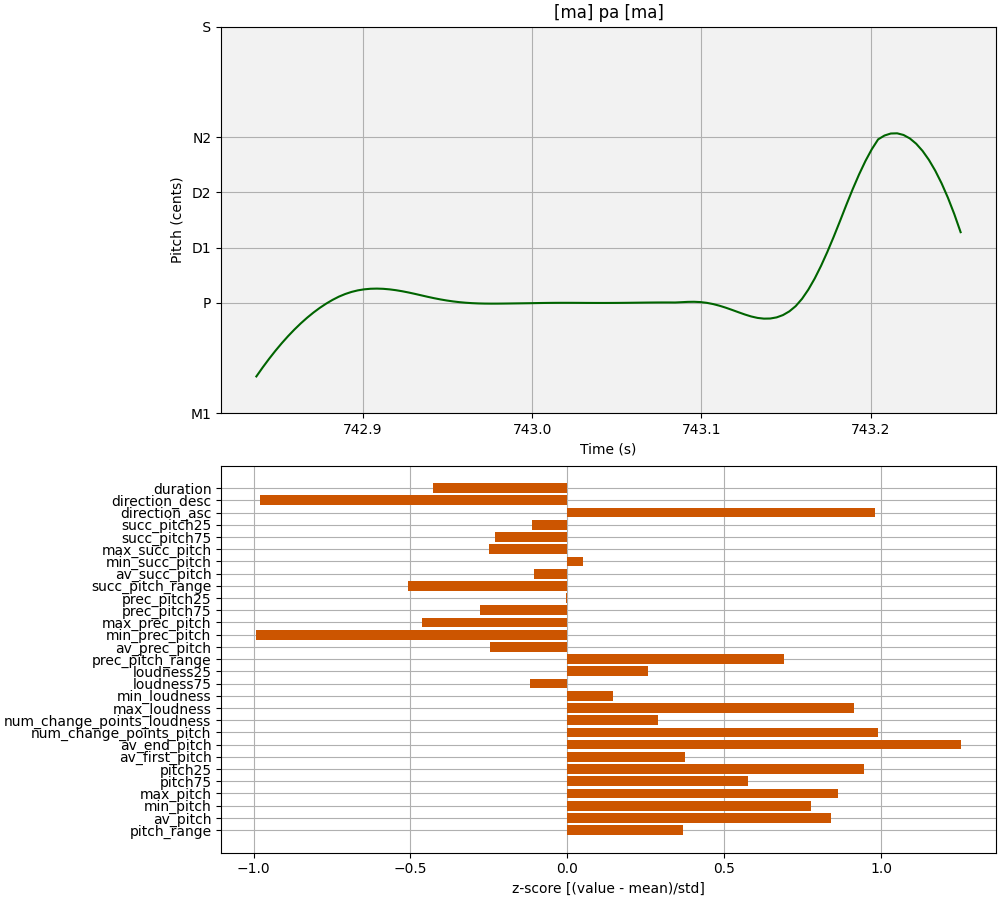 [ma] pa [ma]
S
N2
D2
D1
P
M1
Pitch (cents)
742.9
743.0
743.1
743.2
Time (s)
duration
direction_desc
direction_asc
succ_pitch25
succ_pitch75
max_succ_pitch
min_succ_pitch
av_succ_pitch
succ_pitch_range
prec_pitch25
prec_pitch75
max_prec_pitch
min_prec_pitch
av_prec_pitch
prec_pitch_range
loudness25
loudness75
min_loudness
max_loudness
num_change_points_loudness
num_change_points_pitch
av_end_pitch
av_first_pitch
pitch25
pitch75
max_pitch
min_pitch
av_pitch
pitch_range
−1.0
−0.5
0.0
0.5
1.0
z-score [(value - mean)/std]